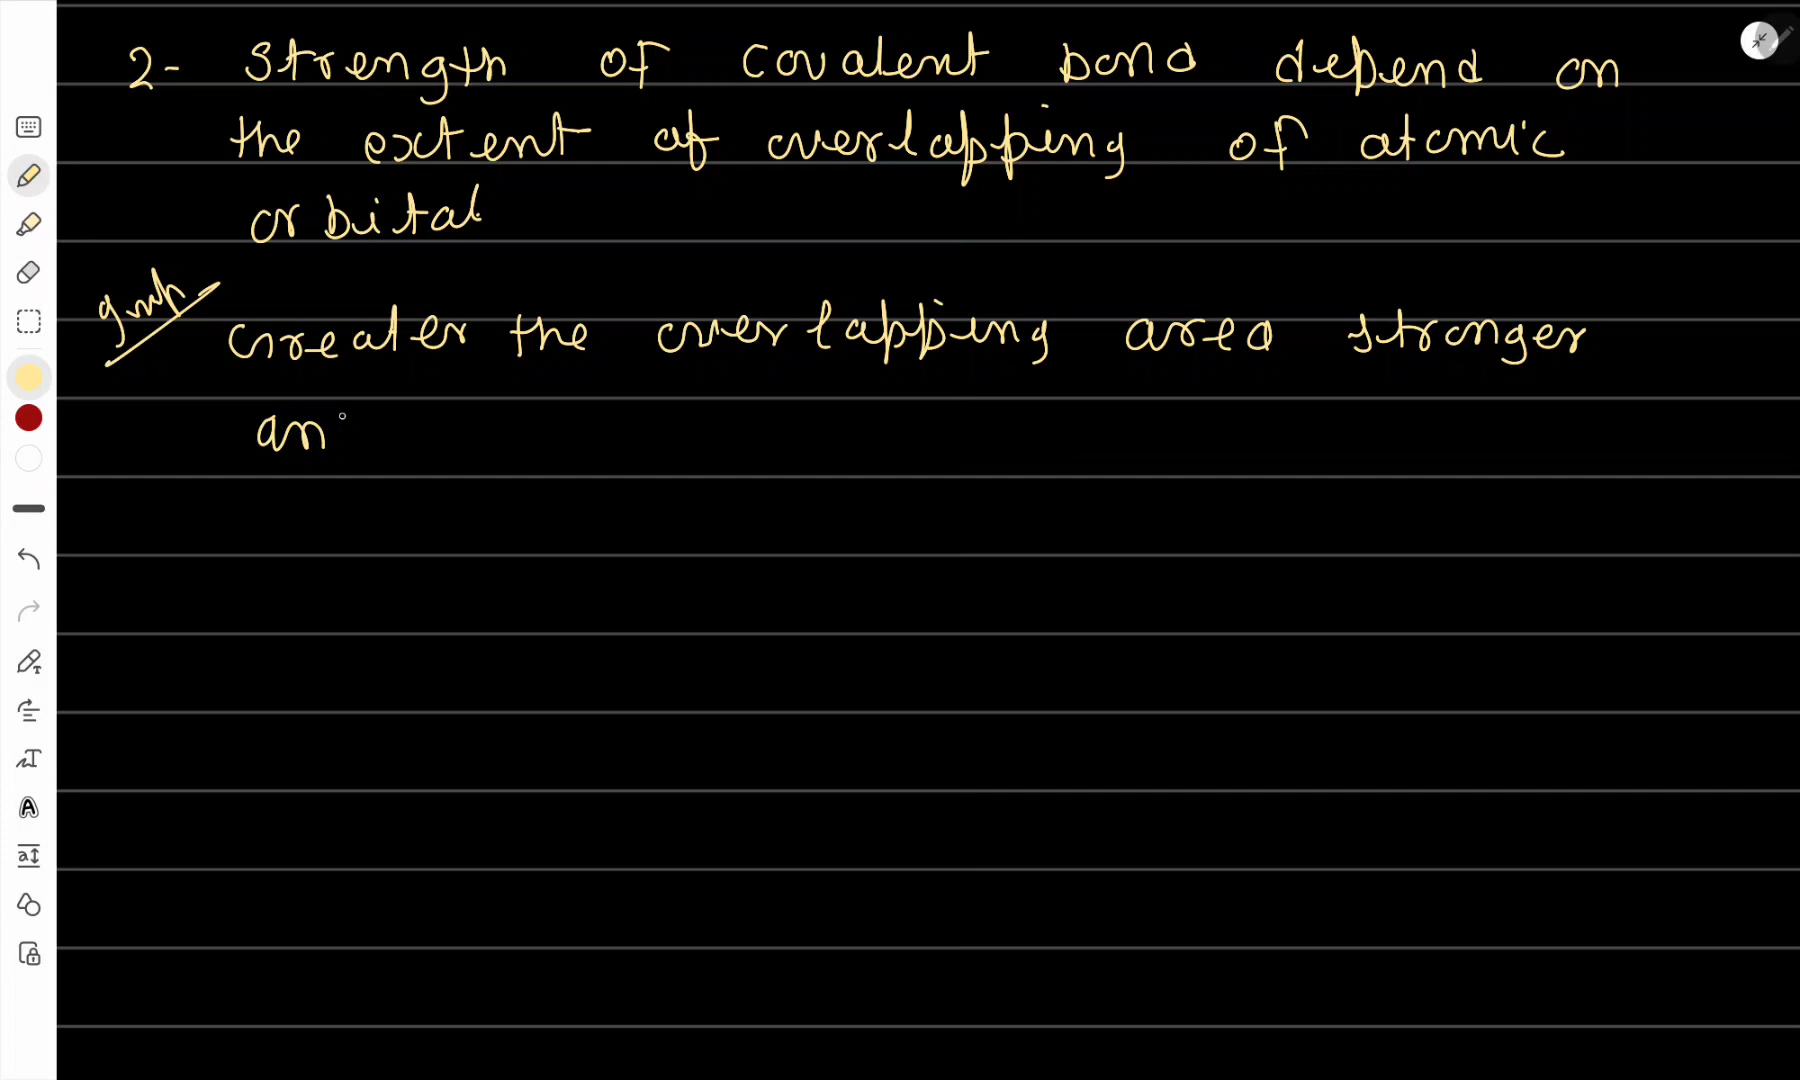 2- Strength of covalent bond depend on
the extent of overlapping of atomic
orbital
Imp. Greater the overlapping area stronger
an